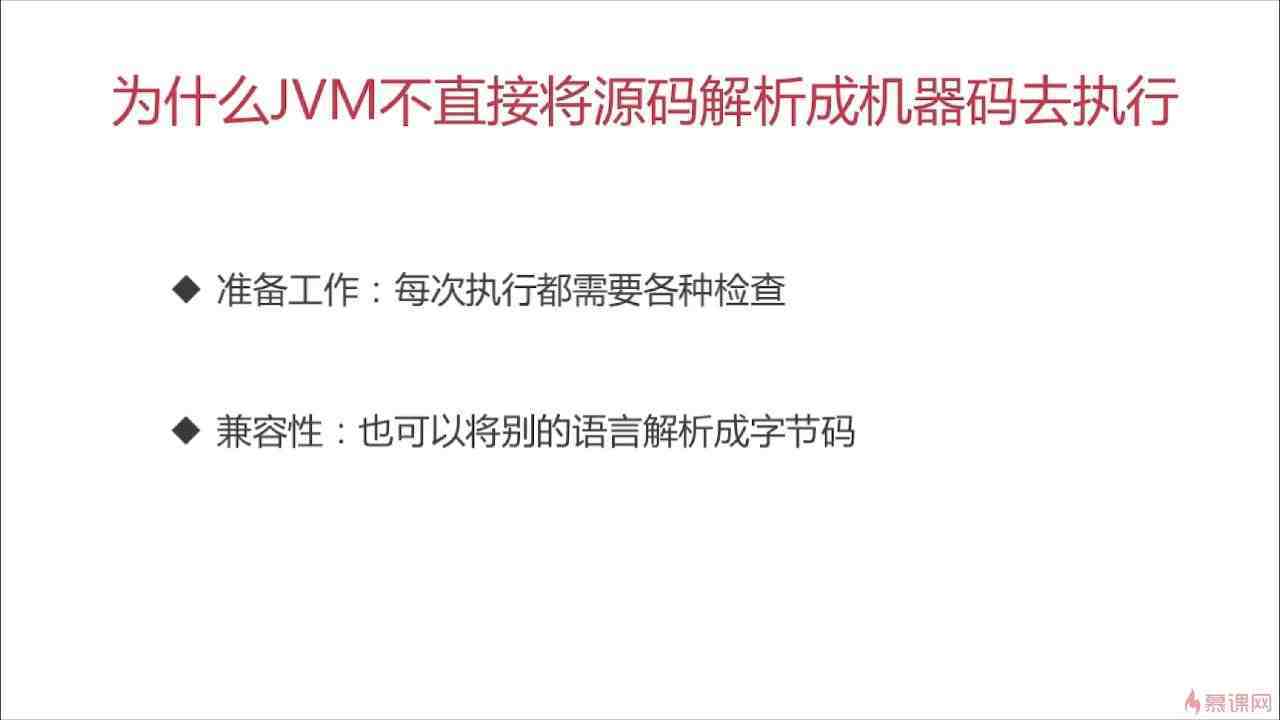 为什么JVM不直接将源码解析成机器码去执行
◆ 准备工作：每次执行都需要各种检查
◆ 兼容性：也可以将别的语言解析成字节码
慕课网